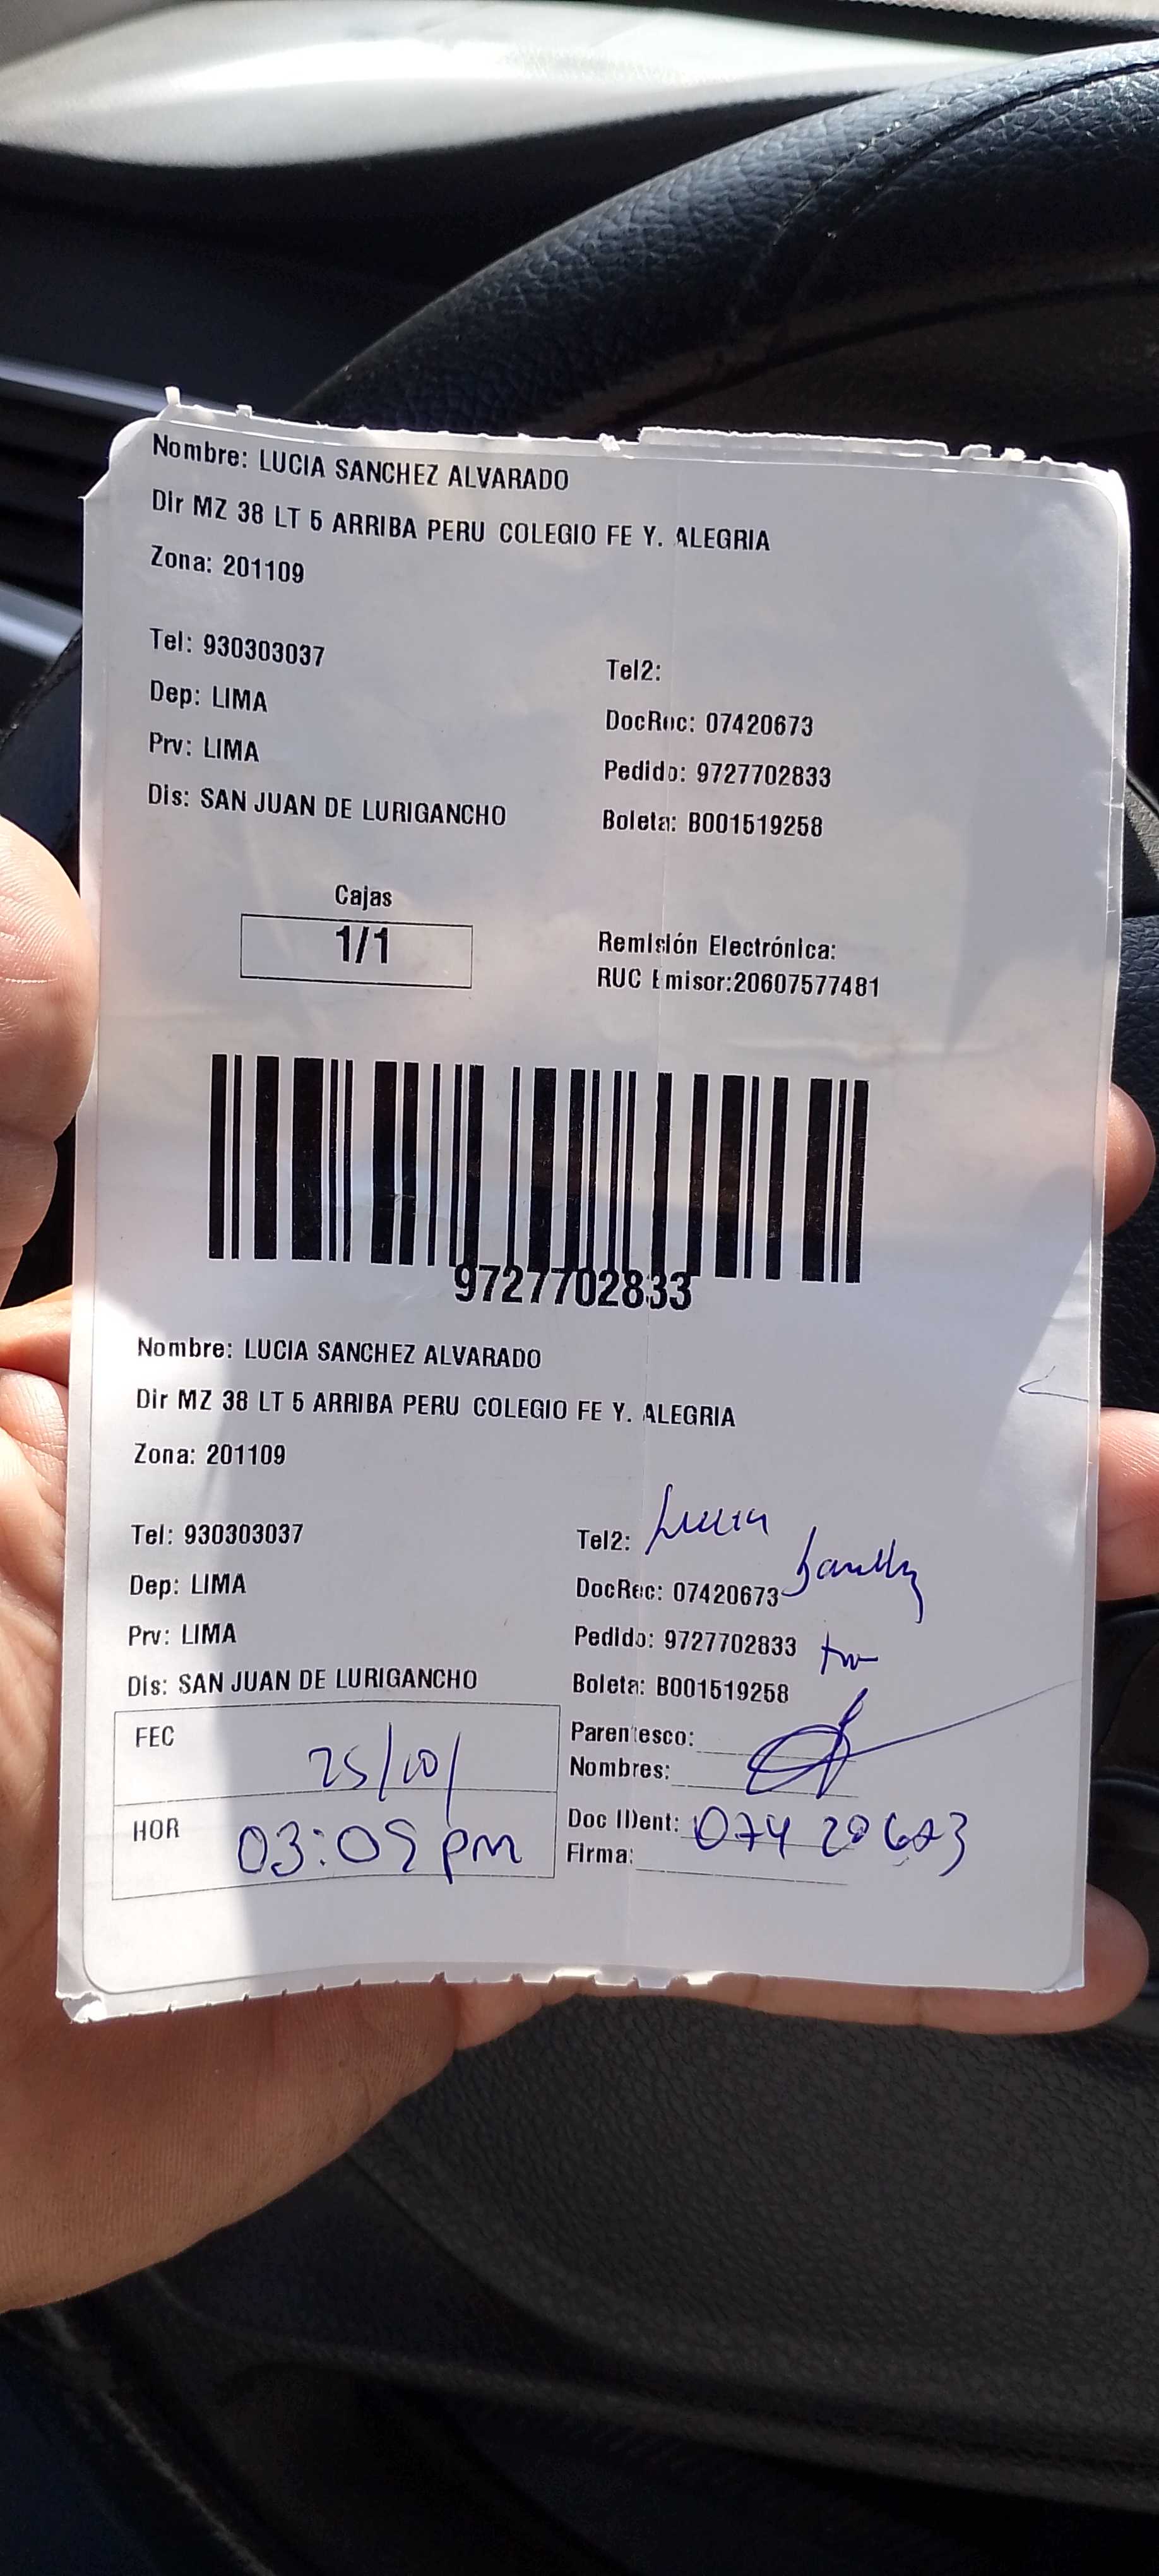 Nombre: LUCIA SANCHEZ ALVARADO
Dir MZ 38 LT 5 ARRIBA PERU COLEGIO FE Y. ALEGRIA
Zona: 201109
Tel: 930303037
Tel2:
Dep: LIMA
DocRec: 07420673
Prv: LIMA
Pedido: 9727702833
Dis: SAN JUAN DE LURIGANCHO
Boleta: B001519258
Cajas
1/1
Remisión Electrónica:
RUC Emisor:20607577481
9727702833
Nombre: LUCIA SANCHEZ ALVARADO
Dir MZ 38 LT 5 ARRIBA PERU COLEGIO FE Y. ALEGRIA
Zona: 201109
Tel: 930303037
Tel2: Lucia
Dep: LIMA
DocRec: 07420673
Prv: LIMA
Pedido: 9727702833
Dis: SAN JUAN DE LURIGANCHO
Boleta: B001519258
FEC 25/10/
Parentesco:
Nombres:
HOR 03:09 pm
Doc IDent: 07420673
Firma: